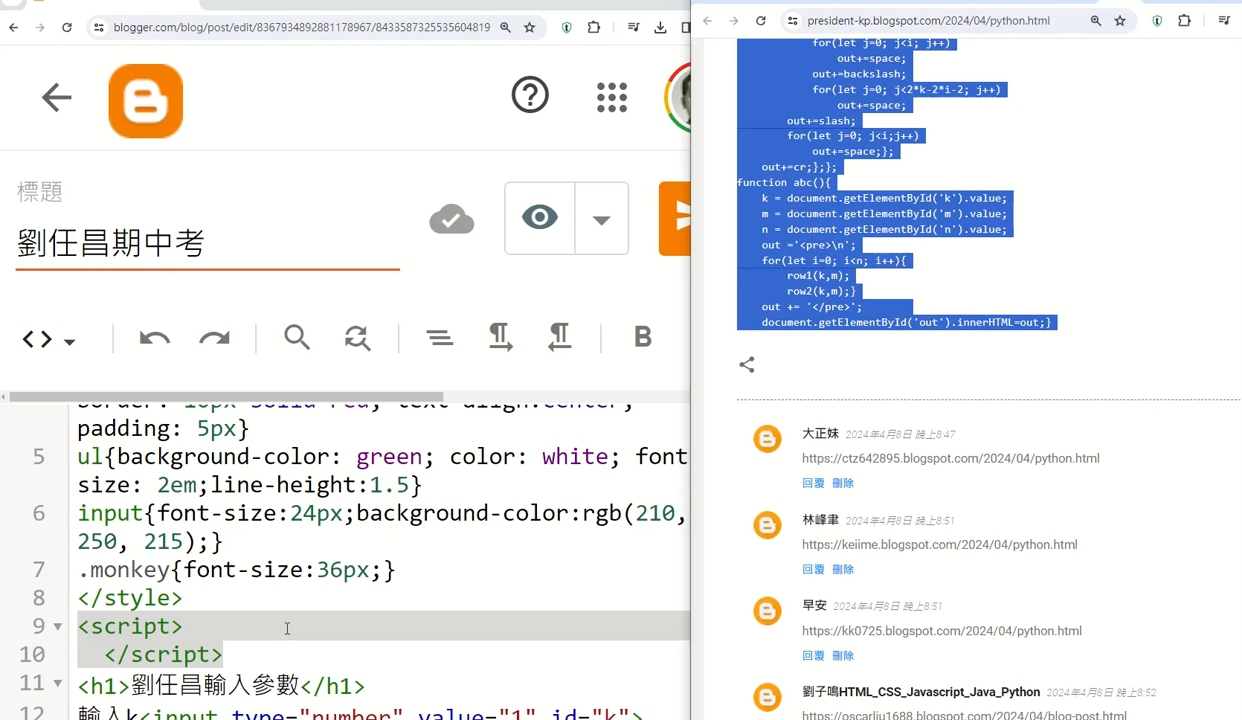 blogger.com/blog/post/edit/8367934892881178967/8433587325535604819
標題
劉任昌期中考
B
padding: 5px}
5 ul{background-color: green; color: white; font
size: 2em;line-height:1.5}
6 input{font-size:24px;background-color:rgb(210,
250, 215);}
7 .monkey{font-size:36px;}
8 </style>
9 <script>
10 </script>
11 <h1>劉任昌輸入參數</h1>
12 輸入k<input type="number" value="1" id="k">
president-kp.blogspot.com/2024/04/python.html
for(let j=0; j<i; j++)
out+=space;
out+=backslash;
for(let j=0; j<2*k-2*i-2; j++)
out+=space;
out+=slash;
for(let j=0; j<i;j++)
out+=space;};
out+=cr;};};
function abc(){
k = document.getElementById('k').value;
m = document.getElementById('m').value;
n = document.getElementById('n').value;
out ='<pre>\n';
for(let i=0; i<n; i++){
row1(k,m);
row2(k,m);}
out += '</pre>';
document.getElementById('out').innerHTML=out;}
大正妹 2024年4月8日 晚上8:47
https://ctz642895.blogspot.com/2024/04/python.html
回覆 刪除
林峰聿 2024年4月8日 晚上8:51
https://keiime.blogspot.com/2024/04/python.html
回覆 刪除
早安 2024年4月8日 晚上8:51
https://kk0725.blogspot.com/2024/04/python.html
回覆 刪除
劉子鳴HTML_CSS_Javascript_Java_Python 2024年4月8日 晚上8:52
https://oscarliu1688.blogspot.com/2024/04/blog-post.html